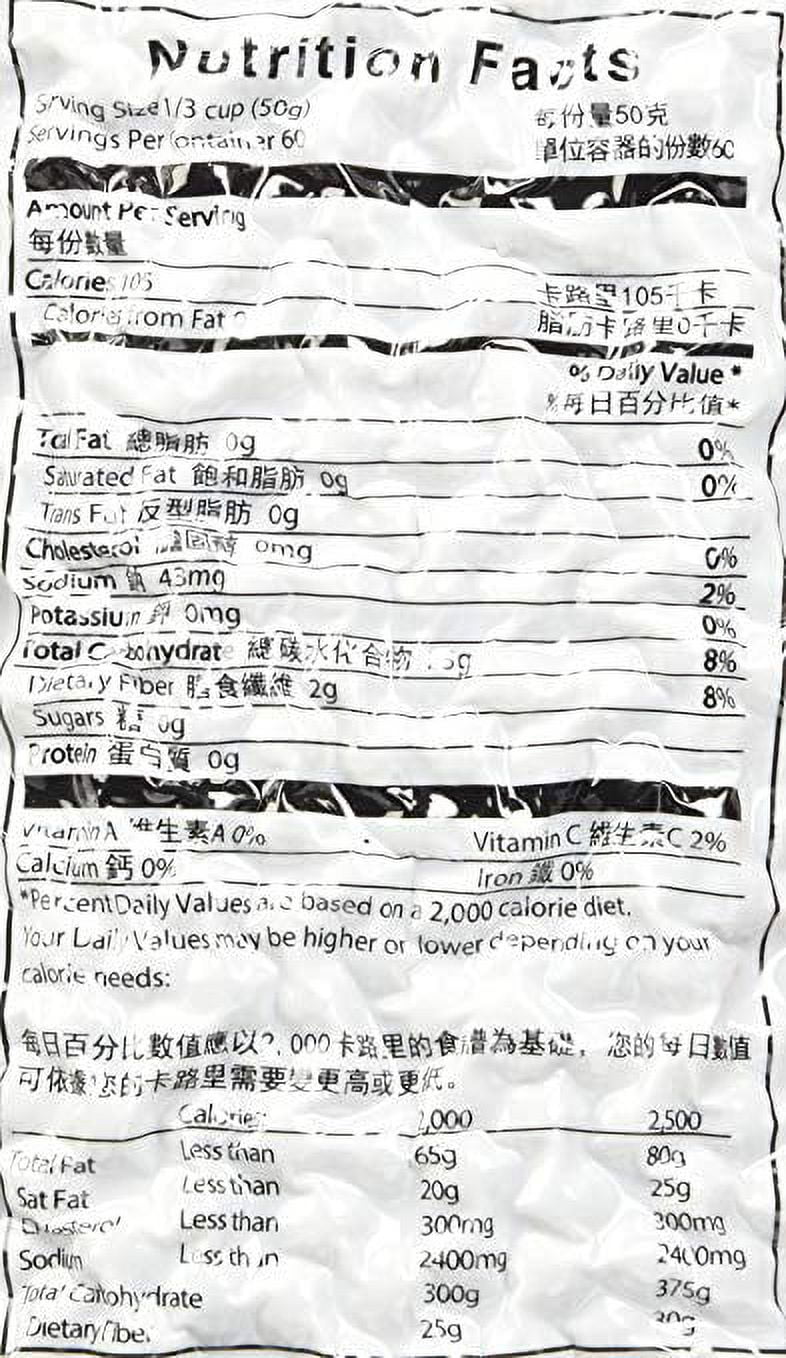 Nutrition Facts
Serving Size 1/3 cup (50g) 每份量50克
Servings Per Container 60 單位容器的份數60
Amount Per Serving
每份數量
Calories 105 卡路里105千卡
Calories from Fat 0 脂肪卡路里0千卡
% Daily Value *
%每日百分比值*
Total Fat 總脂肪 0g 0%
Saturated Fat 飽和脂肪 0g 0%
Trans Fat 反型脂肪 0g
Cholesterol 膽固醇 0mg 0%
Sodium 鈉 43mg 2%
Potassium 鉀 0mg 0%
Total Carbohydrate 總碳水化合物 8%
Dietary Fiber 膳食纖維 2g 8%
Sugars 糖 0g
Protein 蛋白質 0g
Vitamin A 維生素A 0% Vitamin C 維生素C 2%
Calcium 鈣 0% Iron 鐵 0%
*Percent Daily Values are based on a 2,000 calorie diet.
Your Daily Values may be higher or lower depending on your
calorie needs:
每日百分比數值應以2,000卡路里的食譜為基礎，您的每日數值
可依據您的卡路里需要變更高或更低。
Calories 2,000 2,500
Total Fat Less than 65g 80g
Sat Fat Less than 20g 25g
Cholesterol Less than 300mg 300mg
Sodium Less than 2400mg 2400mg
Total Carbohydrate 300g 375g
Dietary Fiber 25g 30g